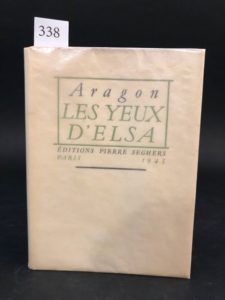 338
Aragon
LES YEUX
D'ELSA
ÉDITIONS PIERRE SEGHERS
PARIS 1945